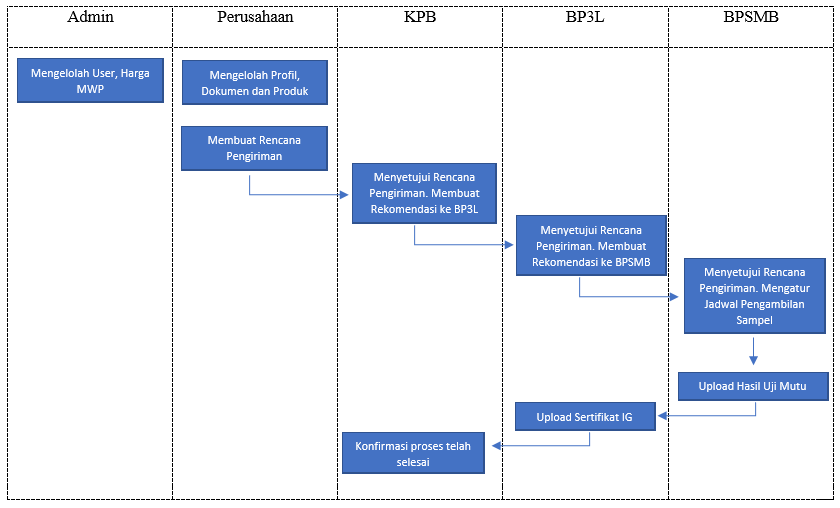 Admin
Perusahaan
KPB
BP3L
BPSMB
Mengelolah User, Harga
MWP
Mengelolah Profil,
Dokumen dan Produk
Membuat Rencana
Pengiriman
Menyetujui Rencana
Pengiriman. Membuat
Rekomendasi ke BP3L
Menyetujui Rencana
Pengiriman. Membuat
Rekomendasi ke BPSMB
Menyetujui Rencana
Pengiriman. Mengatur
Jadwal Pengambilan
Sampel
Upload Hasil Uji Mutu
Upload Sertifikat IG
Konfirmasi proses telah
selesai